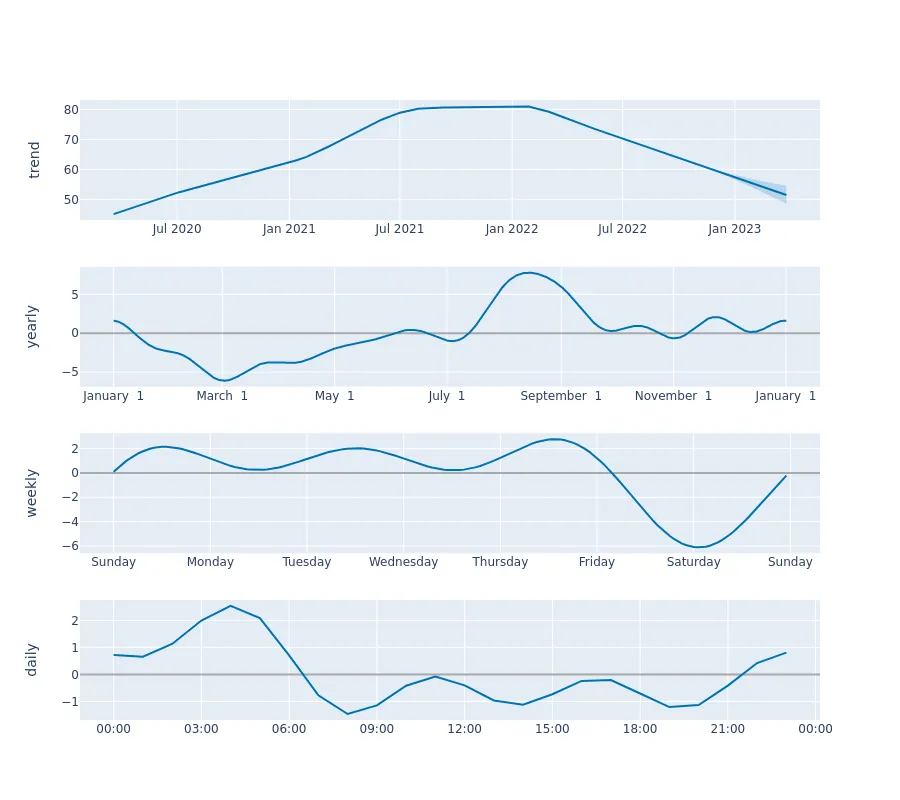 trend
80
70
60
50
Jul 2020 Jan 2021 Jul 2021 Jan 2022 Jul 2022 Jan 2023
yearly
5
0
−5
January 1 March 1 May 1 July 1 September 1 November 1 January 1
weekly
2
0
−2
−4
−6
Sunday Monday Tuesday Wednesday Thursday Friday Saturday Sunday
daily
2
1
0
−1
00:00 03:00 06:00 09:00 12:00 15:00 18:00 21:00 00:00